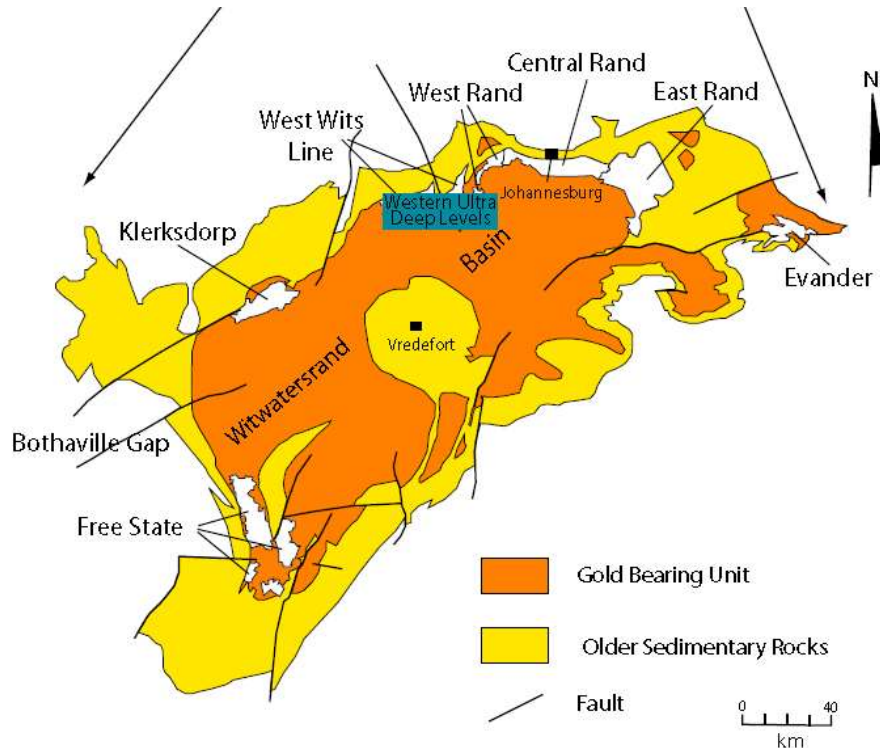 Central Rand
West Rand
East Rand
N
West Wits
Line
Johannesburg
Western Ultra
Deep Levels
Klerksdorp
Basin
Evander
Vredefort
Witwatersrand
Bothaville Gap
Free State
Gold Bearing Unit
Older Sedimentary Rocks
Fault
0 40
km